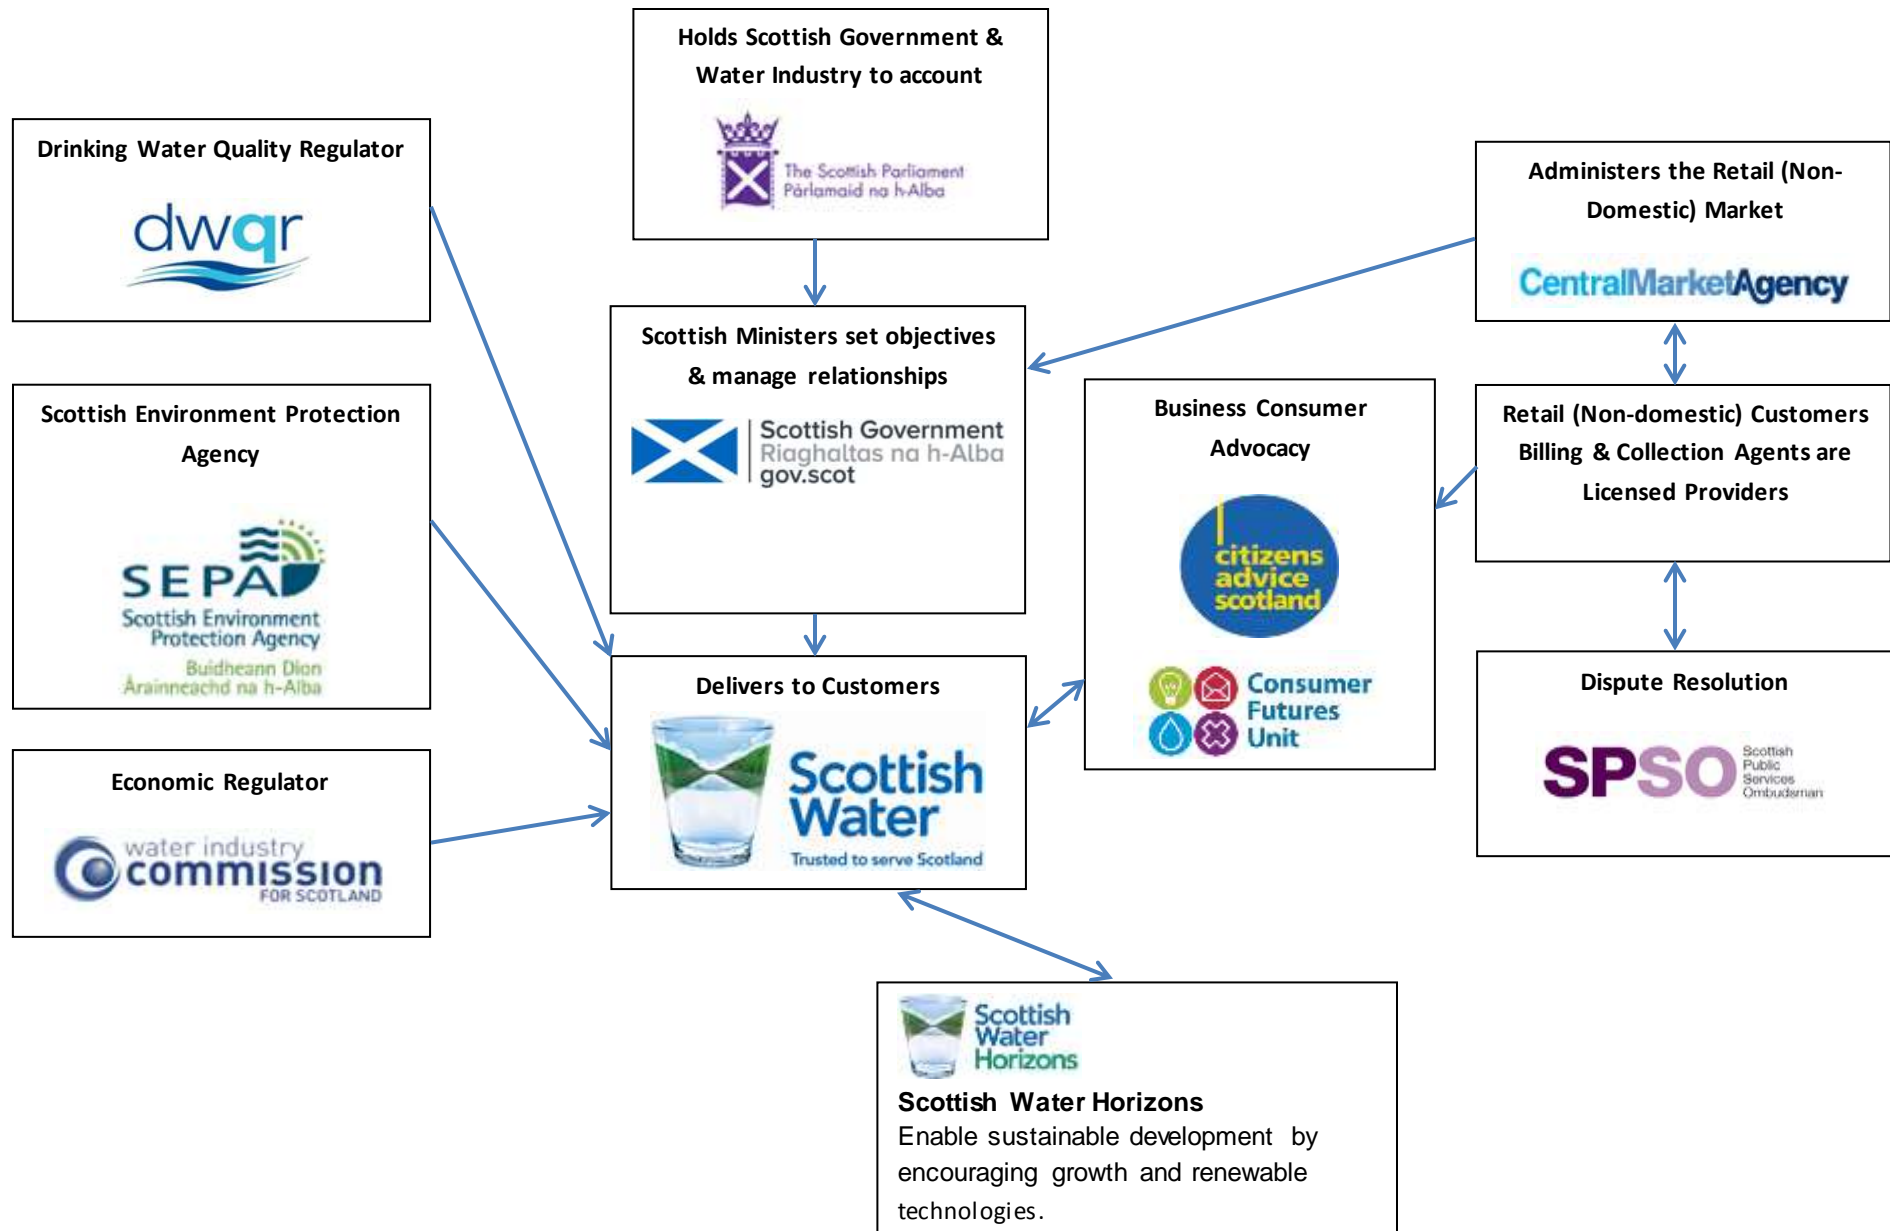 Holds Scottish Government &
Water Industry to account
The Scottish Parliament
Pàrlamaid na h-Alba
Drinking Water Quality Regulator
dwqr
Administers the Retail (Non-
Domestic) Market
CentralMarketAgency
Scottish Ministers set objectives
& manage relationships
Scottish Government
Riaghaltas na h-Alba
gov.scot
Scottish Environment Protection
Agency
SEPA
Scottish Environment
Protection Agency
Buidheann Dìon
Àrainneachd na h-Alba
Business Consumer
Advocacy
citizens
advice
scotland
Consumer
Futures
Unit
Retail (Non-domestic) Customers
Billing & Collection Agents are
Licensed Providers
Delivers to Customers
Scottish
Water
Trusted to serve Scotland
Dispute Resolution
SPSO
Scottish
Public
Services
Ombudsman
Economic Regulator
water industry
commission
FOR SCOTLAND
Scottish
Water
Horizons
Scottish Water Horizons
Enable sustainable development by
encouraging growth and renewable
technologies.